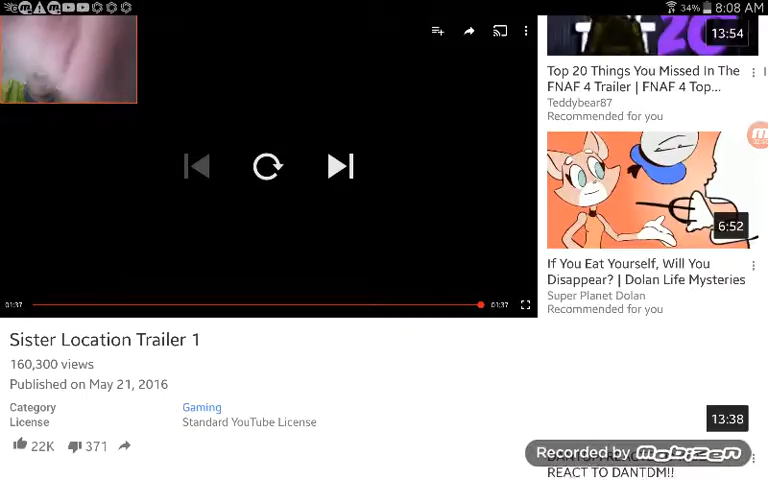 34% 8:08 AM
13:54
Top 20 Things You Missed In The
FNAF 4 Trailer | FNAF 4 Top...
Teddybear87
Recommended for you
6:52
If You Eat Yourself, Will You
Disappear? | Dolan Life Mysteries
Super Planet Dolan
Recommended for you
01:37
01:37
Sister Location Trailer 1
160,300 views
Published on May 21, 2016
Category Gaming
License Standard YouTube License
22K 371
13:38
Recorded by mobizen
REACT TO DANTDM!!